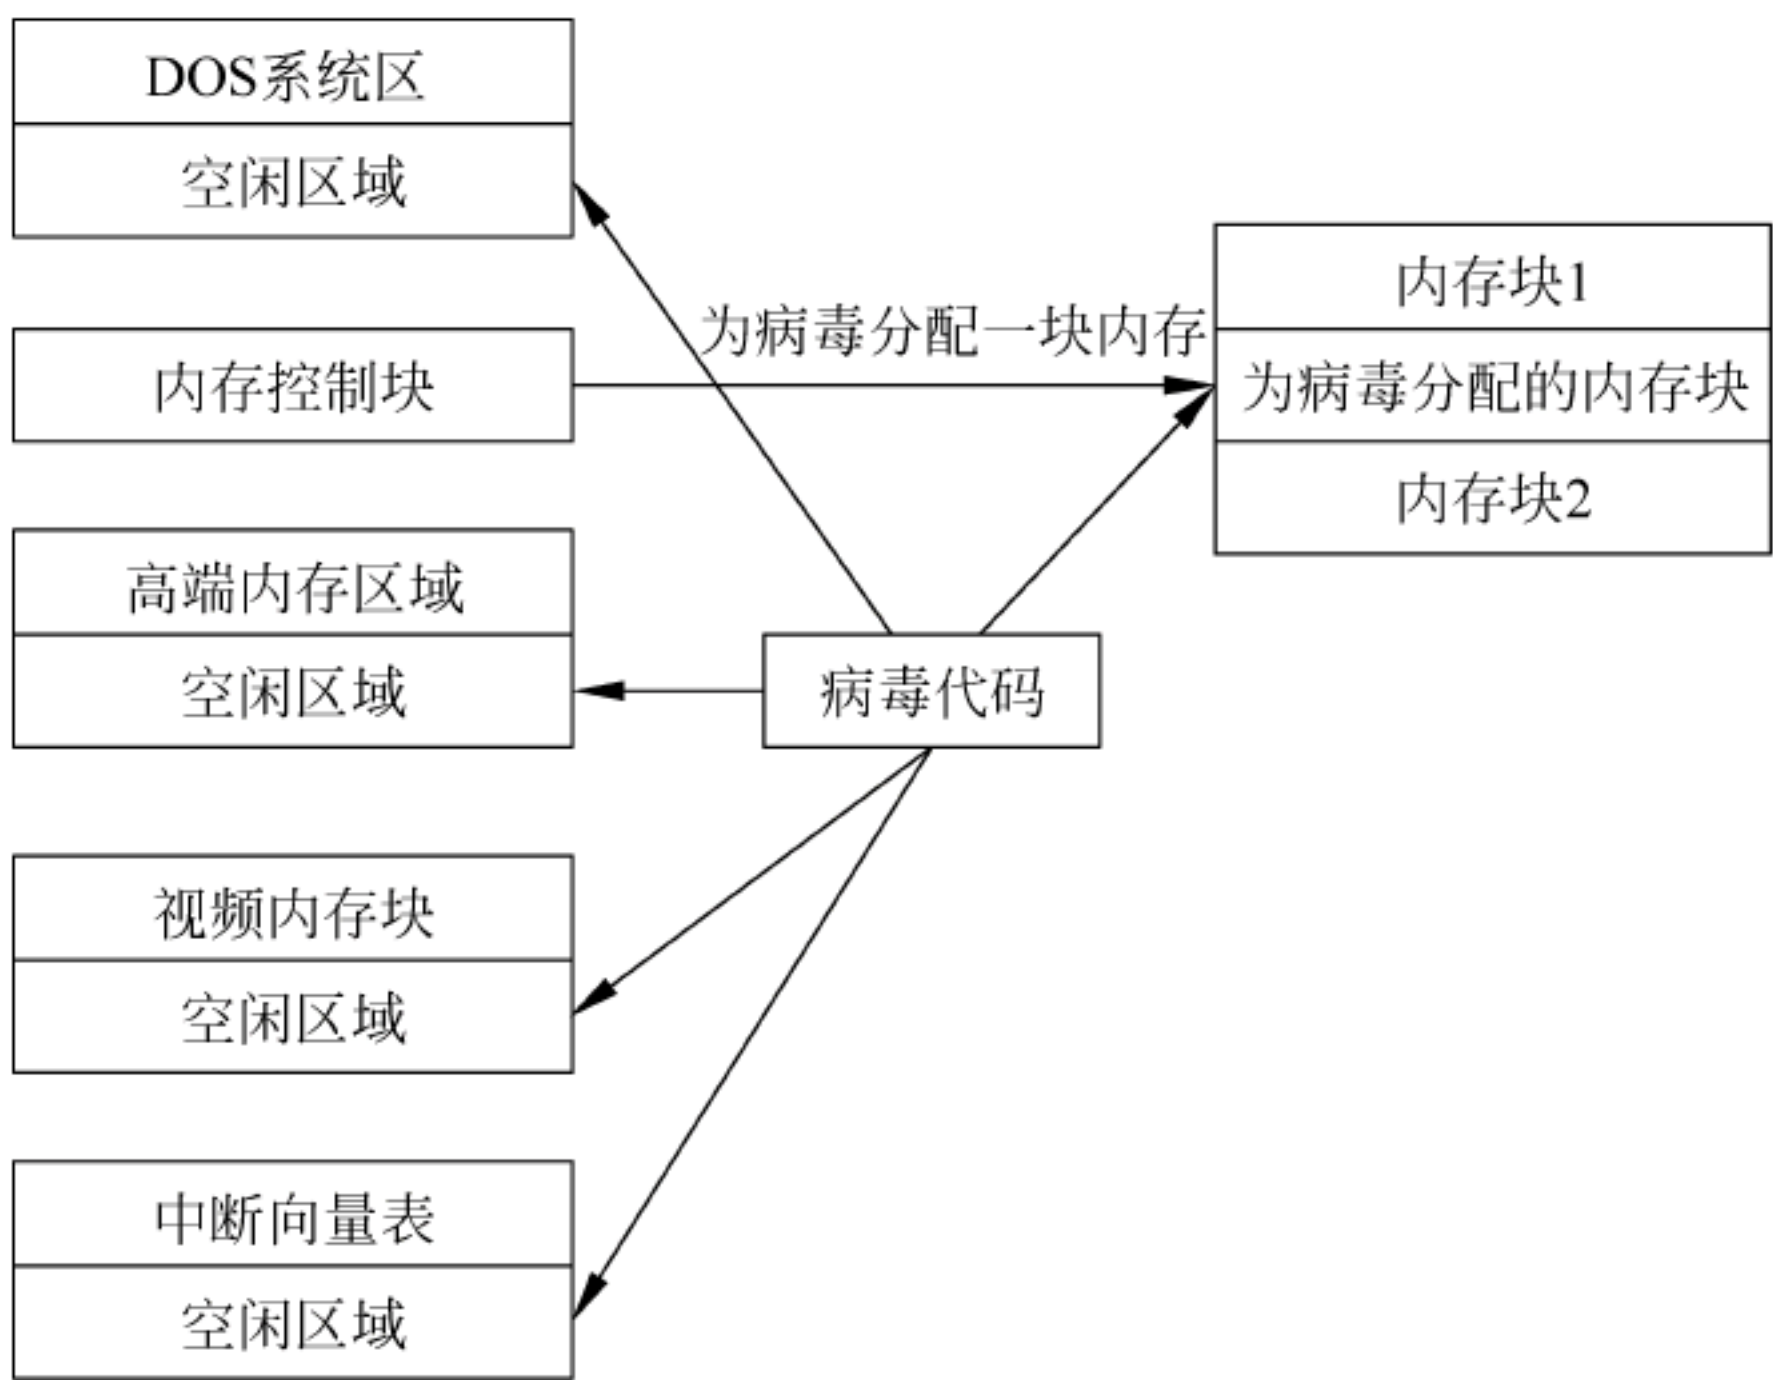 DOS系统区
空闲区域
内存控制块
为病毒分配一块内存
内存块1
为病毒分配的内存块
内存块2
高端内存区域
空闲区域
病毒代码
视频内存块
空闲区域
中断向量表
空闲区域